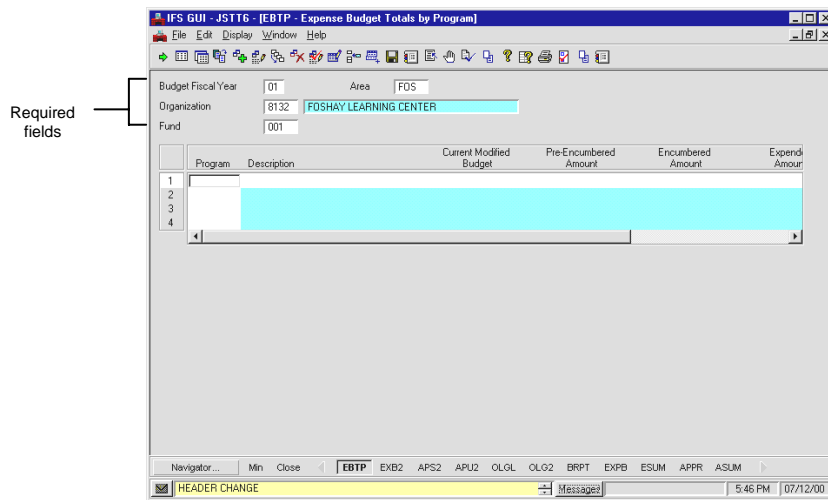 IFS GUI - JSTT6 - [EBTP - Expense Budget Totals by Program]
File Edit Display Window Help
Required fields
Budget Fiscal Year 01 Area FOS
Organization 8132 FOSHAY LEARNING CENTER
Fund 001
Program Description Current Modified Budget Pre-Encumbered Amount Encumbered Amount Expende Amour
1
2
3
4
Navigator... Min Close EBTP EXB2 APS2 APU2 OLGL OLG2 BRPT EXPB ESUM APPR ASUM
HEADER CHANGE Messages 5:46 PM 07/12/00